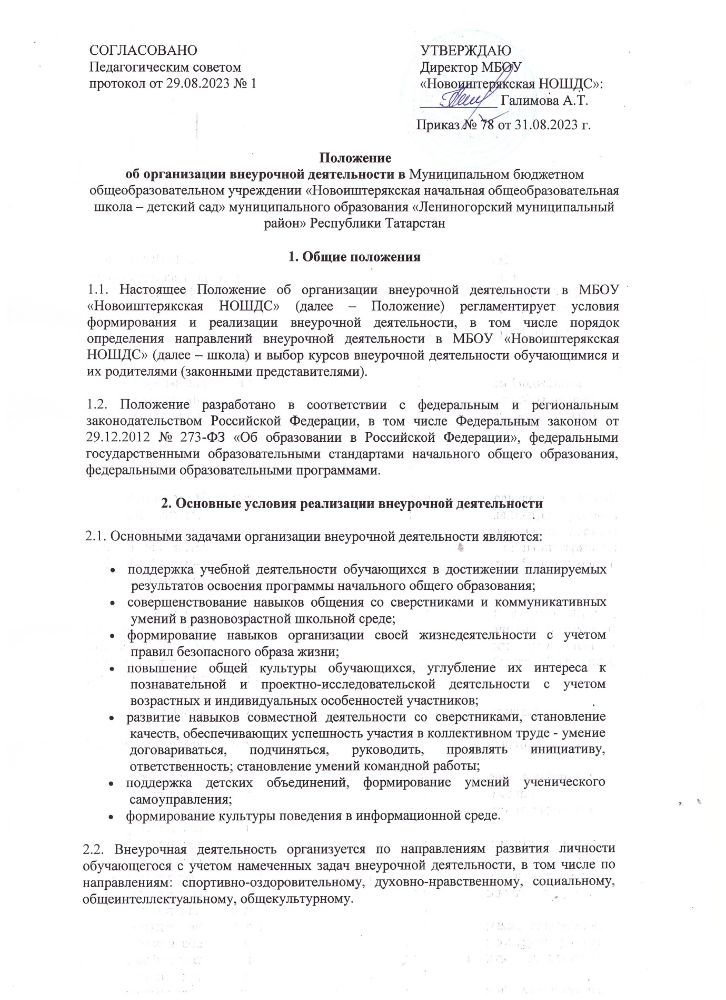 СОГЛАСОВАНО
Педагогическим советом
протокол от 29.08.2023 № 1
УТВЕРЖДАЮ
Директор МБОУ
«Новоиштерякская НОШДС»:
___________ Галимова А.Т.
Приказ № 78 от 31.08.2023 г.
Положение
об организации внеурочной деятельности в Муниципальном бюджетном
общеобразовательном учреждении «Новоиштерякская начальная общеобразовательная
школа – детский сад» муниципального образования «Лениногорский муниципальный
район» Республики Татарстан
1. Общие положения
1.1. Настоящее Положение об организации внеурочной деятельности в МБОУ
«Новоиштерякская НОШДС» (далее – Положение) регламентирует условия
формирования и реализации внеурочной деятельности, в том числе порядок
определения направлений внеурочной деятельности в МБОУ «Новоиштерякская
НОШДС» (далее – школа) и выбор курсов внеурочной деятельности обучающимися и
их родителями (законными представителями).
1.2. Положение разработано в соответствии с федеральным и региональным
законодательством Российской Федерации, в том числе Федеральным законом от
29.12.2012 № 273-ФЗ «Об образовании в Российской Федерации», федеральными
государственными образовательными стандартами начального общего образования,
федеральными образовательными программами.
2. Основные условия реализации внеурочной деятельности
2.1. Основными задачами организации внеурочной деятельности являются:
• поддержка учебной деятельности обучающихся в достижении планируемых
результатов освоения программы начального общего образования;
• совершенствование навыков общения со сверстниками и коммуникативных
умений в разновозрастной школьной среде;
• формирование навыков организации своей жизнедеятельности с учетом
правил безопасного образа жизни;
• повышение общей культуры обучающихся, углубление их интереса к
познавательной и проектно-исследовательской деятельности с учетом
возрастных и индивидуальных особенностей участников;
• развитие навыков совместной деятельности со сверстниками, становление
качеств, обеспечивающих успешность участия в коллективном труде - умение
договариваться, подчиняться, руководить, проявлять инициативу,
ответственность; становление умений командной работы;
• поддержка детских объединений, формирование умений ученического
самоуправления;
• формирование культуры поведения в информационной среде.
2.2. Внеурочная деятельность организуется по направлениям развития личности
обучающегося с учетом намеченных задач внеурочной деятельности, в том числе по
направлениям: спортивно-оздоровительному, духовно-нравственному, социальному,
общеинтеллектуальному, общекультурному.